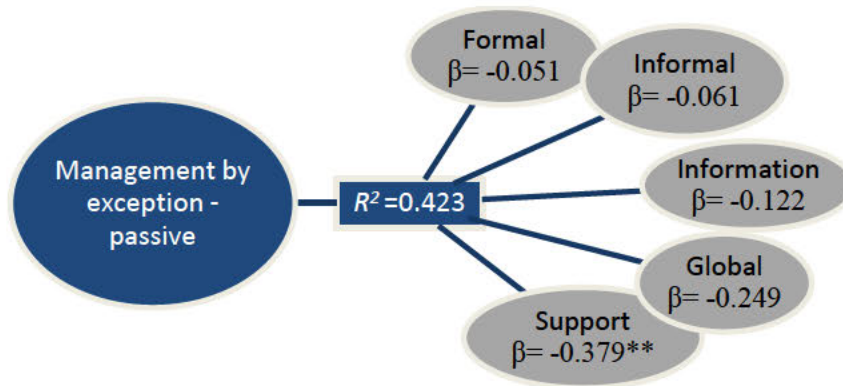 Management by
exception -
passive
R² =0.423
Formal
β= -0.051
Informal
β= -0.061
Information
β= -0.122
Global
β= -0.249
Support
β= -0.379**